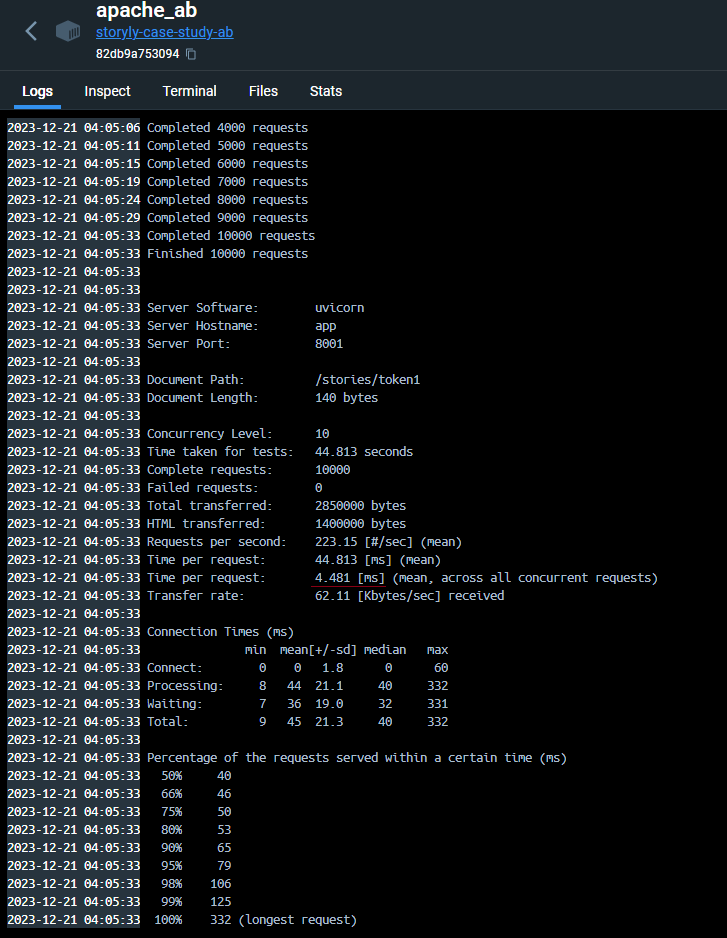 apache_ab
storyly-case-study-ab
82db9a753094
Logs Inspect Terminal Files Stats
2023-12-21 04:05:06 Completed 4000 requests
2023-12-21 04:05:11 Completed 5000 requests
2023-12-21 04:05:15 Completed 6000 requests
2023-12-21 04:05:19 Completed 7000 requests
2023-12-21 04:05:24 Completed 8000 requests
2023-12-21 04:05:29 Completed 9000 requests
2023-12-21 04:05:33 Completed 10000 requests
2023-12-21 04:05:33 Finished 10000 requests
2023-12-21 04:05:33
2023-12-21 04:05:33
2023-12-21 04:05:33 Server Software: uvicorn
2023-12-21 04:05:33 Server Hostname: app
2023-12-21 04:05:33 Server Port: 8001
2023-12-21 04:05:33
2023-12-21 04:05:33 Document Path: /stories/token1
2023-12-21 04:05:33 Document Length: 140 bytes
2023-12-21 04:05:33
2023-12-21 04:05:33 Concurrency Level: 10
2023-12-21 04:05:33 Time taken for tests: 44.813 seconds
2023-12-21 04:05:33 Complete requests: 10000
2023-12-21 04:05:33 Failed requests: 0
2023-12-21 04:05:33 Total transferred: 2850000 bytes
2023-12-21 04:05:33 HTML transferred: 1400000 bytes
2023-12-21 04:05:33 Requests per second: 223.15 [#/sec] (mean)
2023-12-21 04:05:33 Time per request: 44.813 [ms] (mean)
2023-12-21 04:05:33 Time per request: 4.481 [ms] (mean, across all concurrent requests)
2023-12-21 04:05:33 Transfer rate: 62.11 [Kbytes/sec] received
2023-12-21 04:05:33
2023-12-21 04:05:33 Connection Times (ms)
2023-12-21 04:05:33 min mean[+/-sd] median max
2023-12-21 04:05:33 Connect: 0 0 1.8 0 60
2023-12-21 04:05:33 Processing: 8 44 21.1 40 332
2023-12-21 04:05:33 Waiting: 7 36 19.0 32 331
2023-12-21 04:05:33 Total: 9 45 21.3 40 332
2023-12-21 04:05:33
2023-12-21 04:05:33 Percentage of the requests served within a certain time (ms)
2023-12-21 04:05:33 50% 40
2023-12-21 04:05:33 66% 46
2023-12-21 04:05:33 75% 50
2023-12-21 04:05:33 80% 53
2023-12-21 04:05:33 90% 65
2023-12-21 04:05:33 95% 79
2023-12-21 04:05:33 98% 106
2023-12-21 04:05:33 99% 125
2023-12-21 04:05:33 100% 332 (longest request)